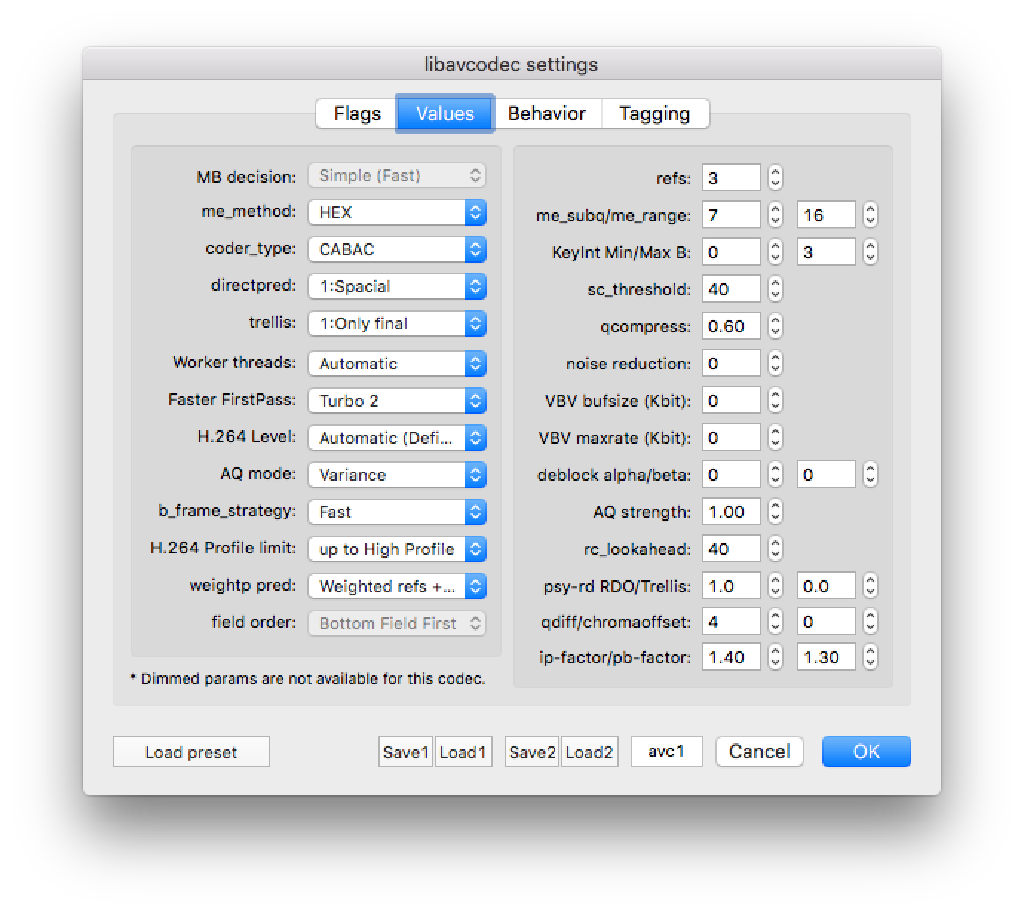 libavcodec settings
Flags Values Behavior Tagging
MB decision: Simple (Fast)
me_method: HEX
coder_type: CABAC
directpred: 1:Spacial
trellis: 1:Only final
Worker threads: Automatic
Faster FirstPass: Turbo 2
H.264 Level: Automatic (Defi...
AQ mode: Variance
b_frame_strategy: Fast
H.264 Profile limit: up to High Profile
weightp pred: Weighted refs +...
field order: Bottom Field First
* Dimmed params are not available for this codec.
refs: 3
me_subq/me_range: 7 16
KeyInt Min/Max B: 0 3
sc_threshold: 40
qcompress: 0.60
noise reduction: 0
VBV bufsize (Kbit): 0
VBV maxrate (Kbit): 0
deblock alpha/beta: 0 0
AQ strength: 1.00
rc_lookahead: 40
psy-rd RDO/Trellis: 1.0 0.0
qdiff/chromaoffset: 4 0
ip-factor/pb-factor: 1.40 1.30
Load preset Save1 Load1 Save2 Load2 avc1 Cancel OK